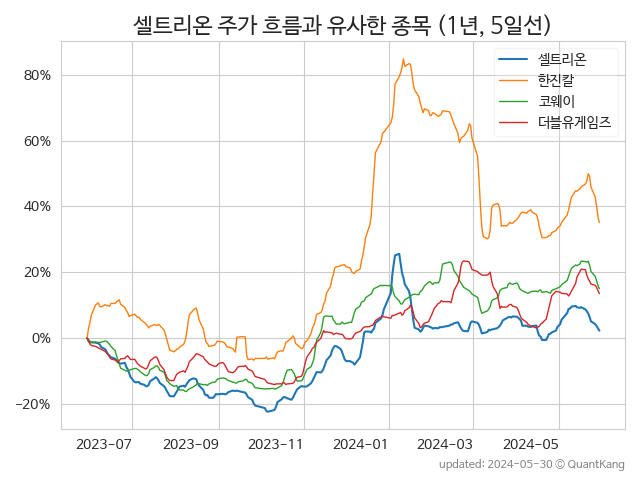 셀트리온 주가 흐름과 유사한 종목 (1년, 5일선)
셀트리온
한진칼
코웨이
더블유게임즈
80%
60%
40%
20%
0%
−20%
2023−07
2023−09
2023−11
2024−01
2024−03
2024−05
updated: 2024-05-30 © QuantKang